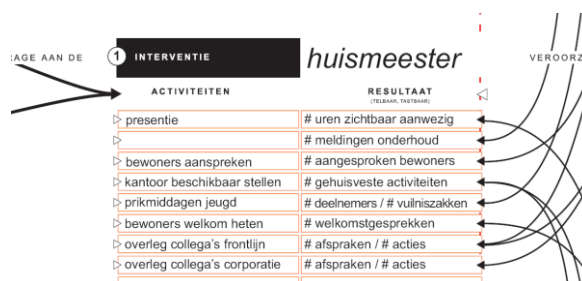 RAGE AAN DE
1 INTERVENTIE
huismeester
VEROORZ
ACTIVITEITEN
RESULTAAT
(TELBAAR, TASTBAAR)
presentie
# uren zichtbaar aanwezig
# meldingen onderhoud
bewoners aanspreken
# aangesproken bewoners
kantoor beschikbaar stellen
# gehuisveste activiteiten
prikmiddagen jeugd
# deelnemers / # vuilniszakken
bewoners welkom heten
# welkomstgesprekken
overleg collega's frontlijn
# afspraken / # acties
overleg collega's corporatie
# afspraken / # acties